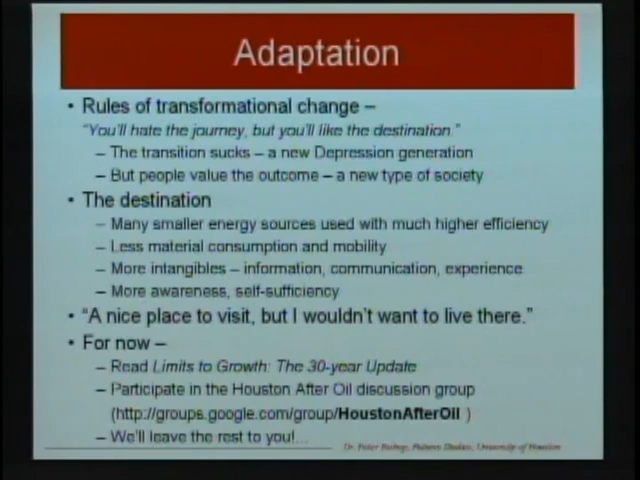 Adaptation
• Rules of transformational change –
"You'll hate the journey, but you'll like the destination."
– The transition sucks – a new Depression generation
– But people value the outcome – a new type of society
• The destination
– Many smaller energy sources used with much higher efficiency
– Less material consumption and mobility
– More intangibles – information, communication, experience
– More awareness, self-sufficiency
• "A nice place to visit, but I wouldn't want to live there."
• For now –
– Read Limits to Growth: The 30-year Update
– Participate in the Houston After Oil discussion group
(http://groups.google.com/group/HoustonAfterOil )
– We'll leave the rest to you!...
Dr. Peter Bishop, Futures Studies, University of Houston